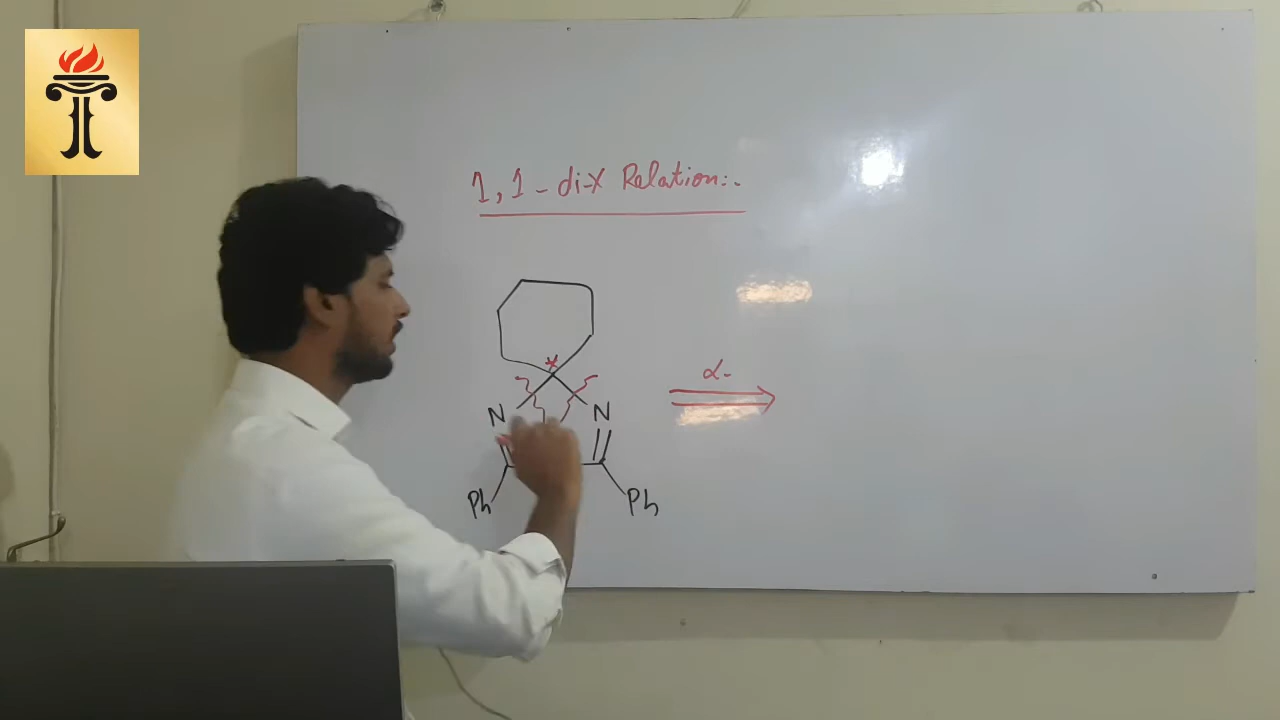 1,1-di-X Relation:-
α-
N
N
Ph
Ph